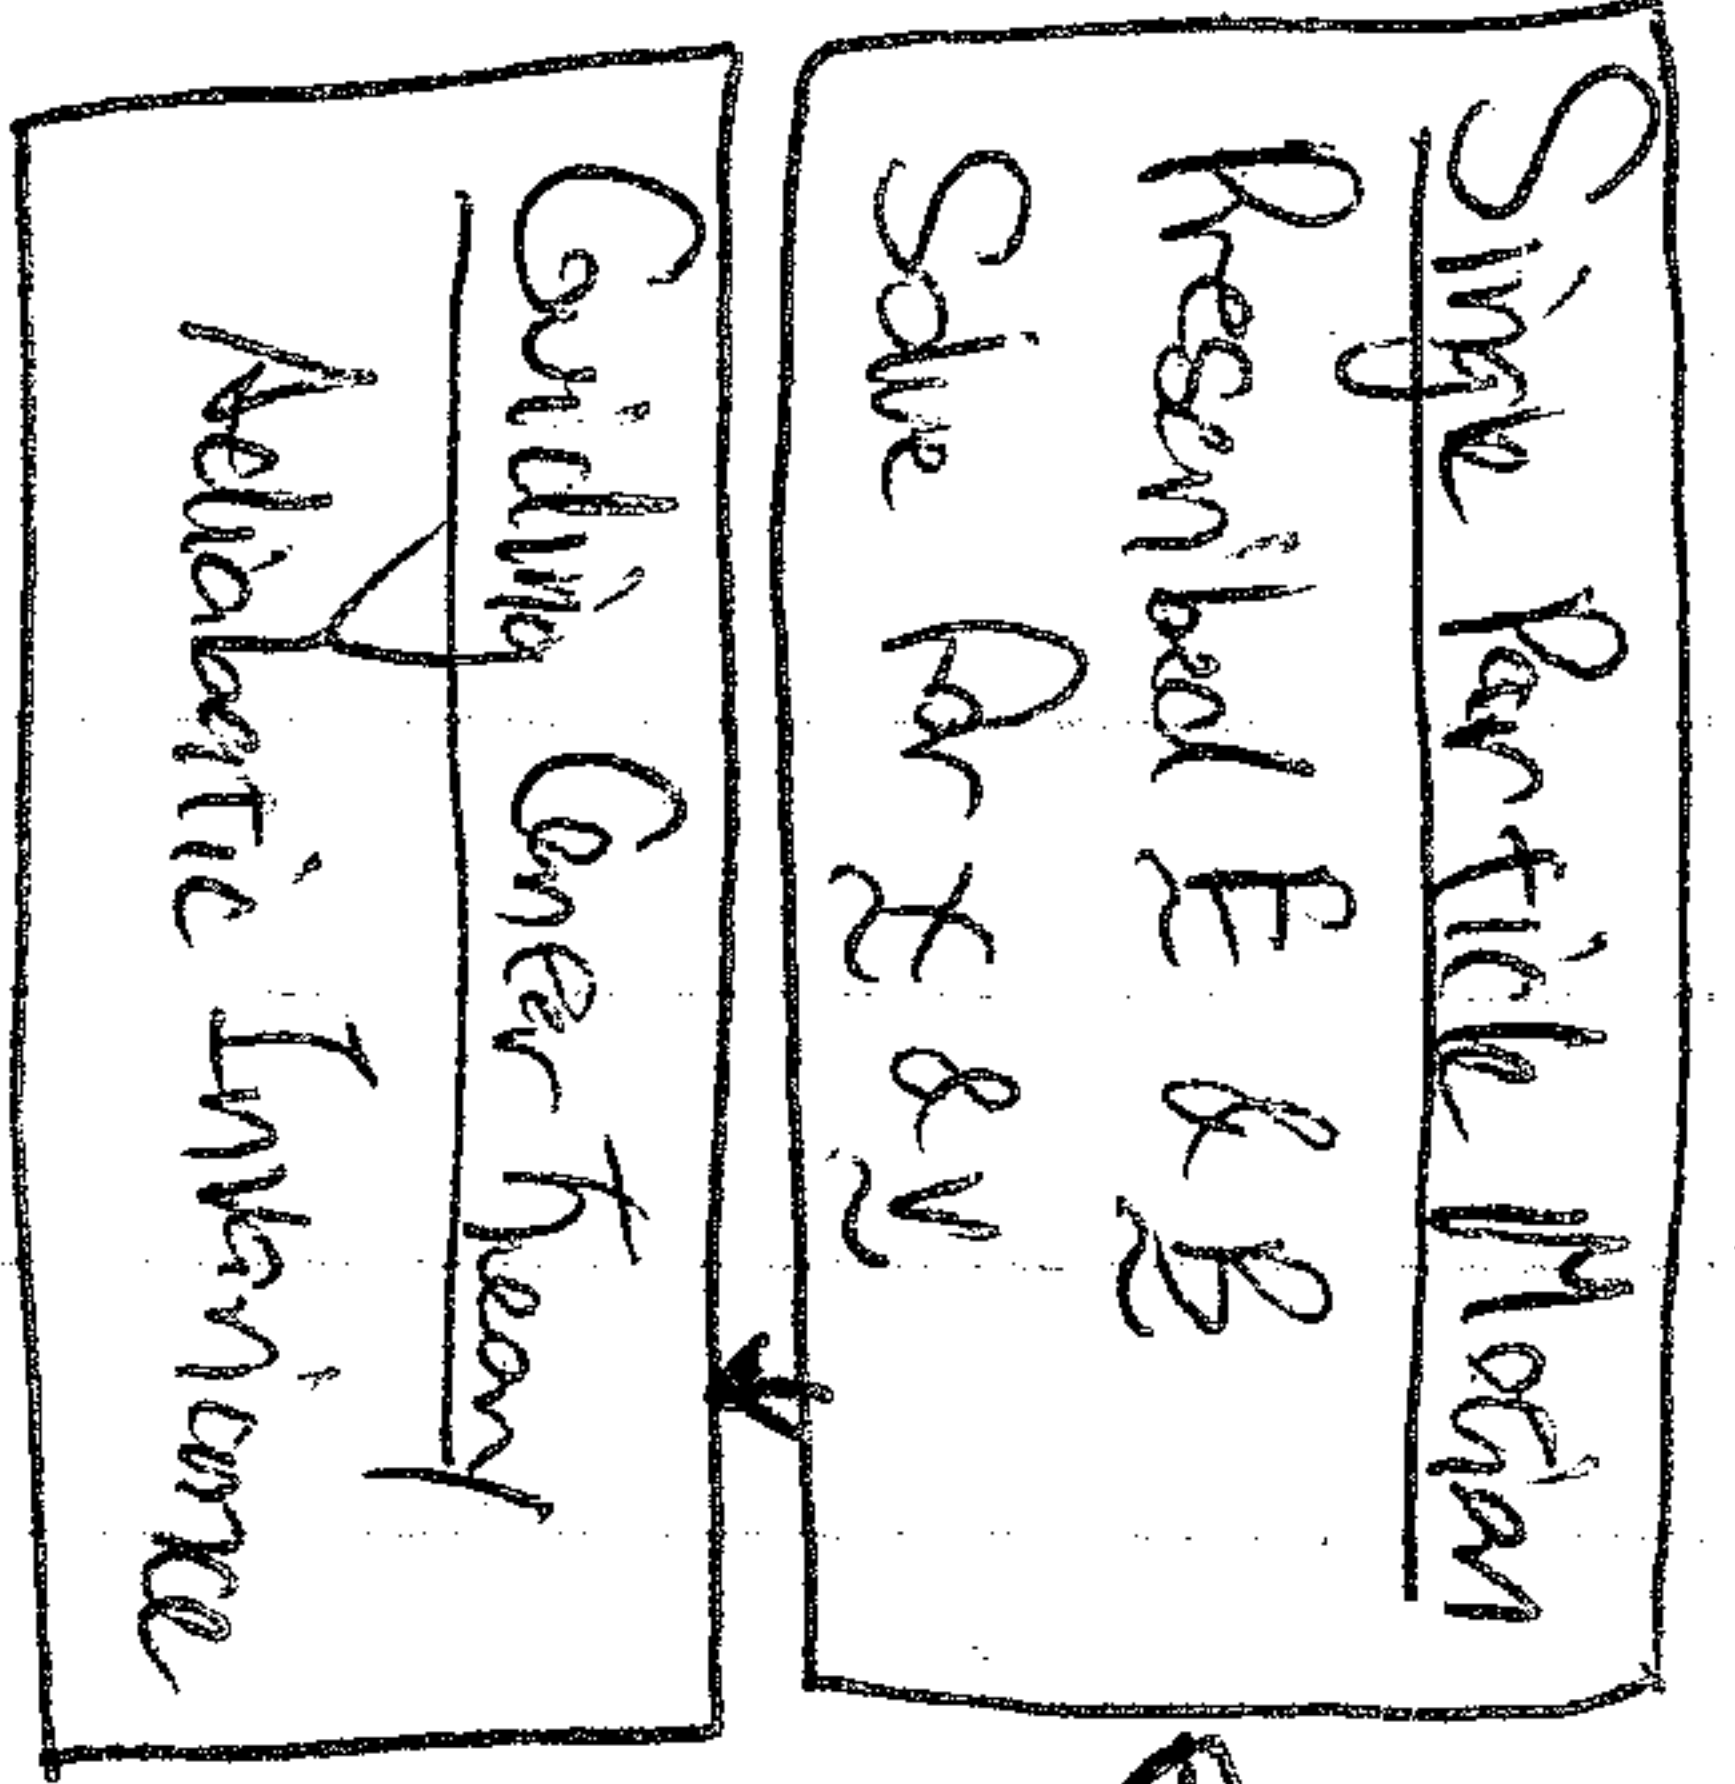 Single Particle Motion
Prescribed E & B
Solve for x & v
Guiding Center Theory
Adiabatic Invariance